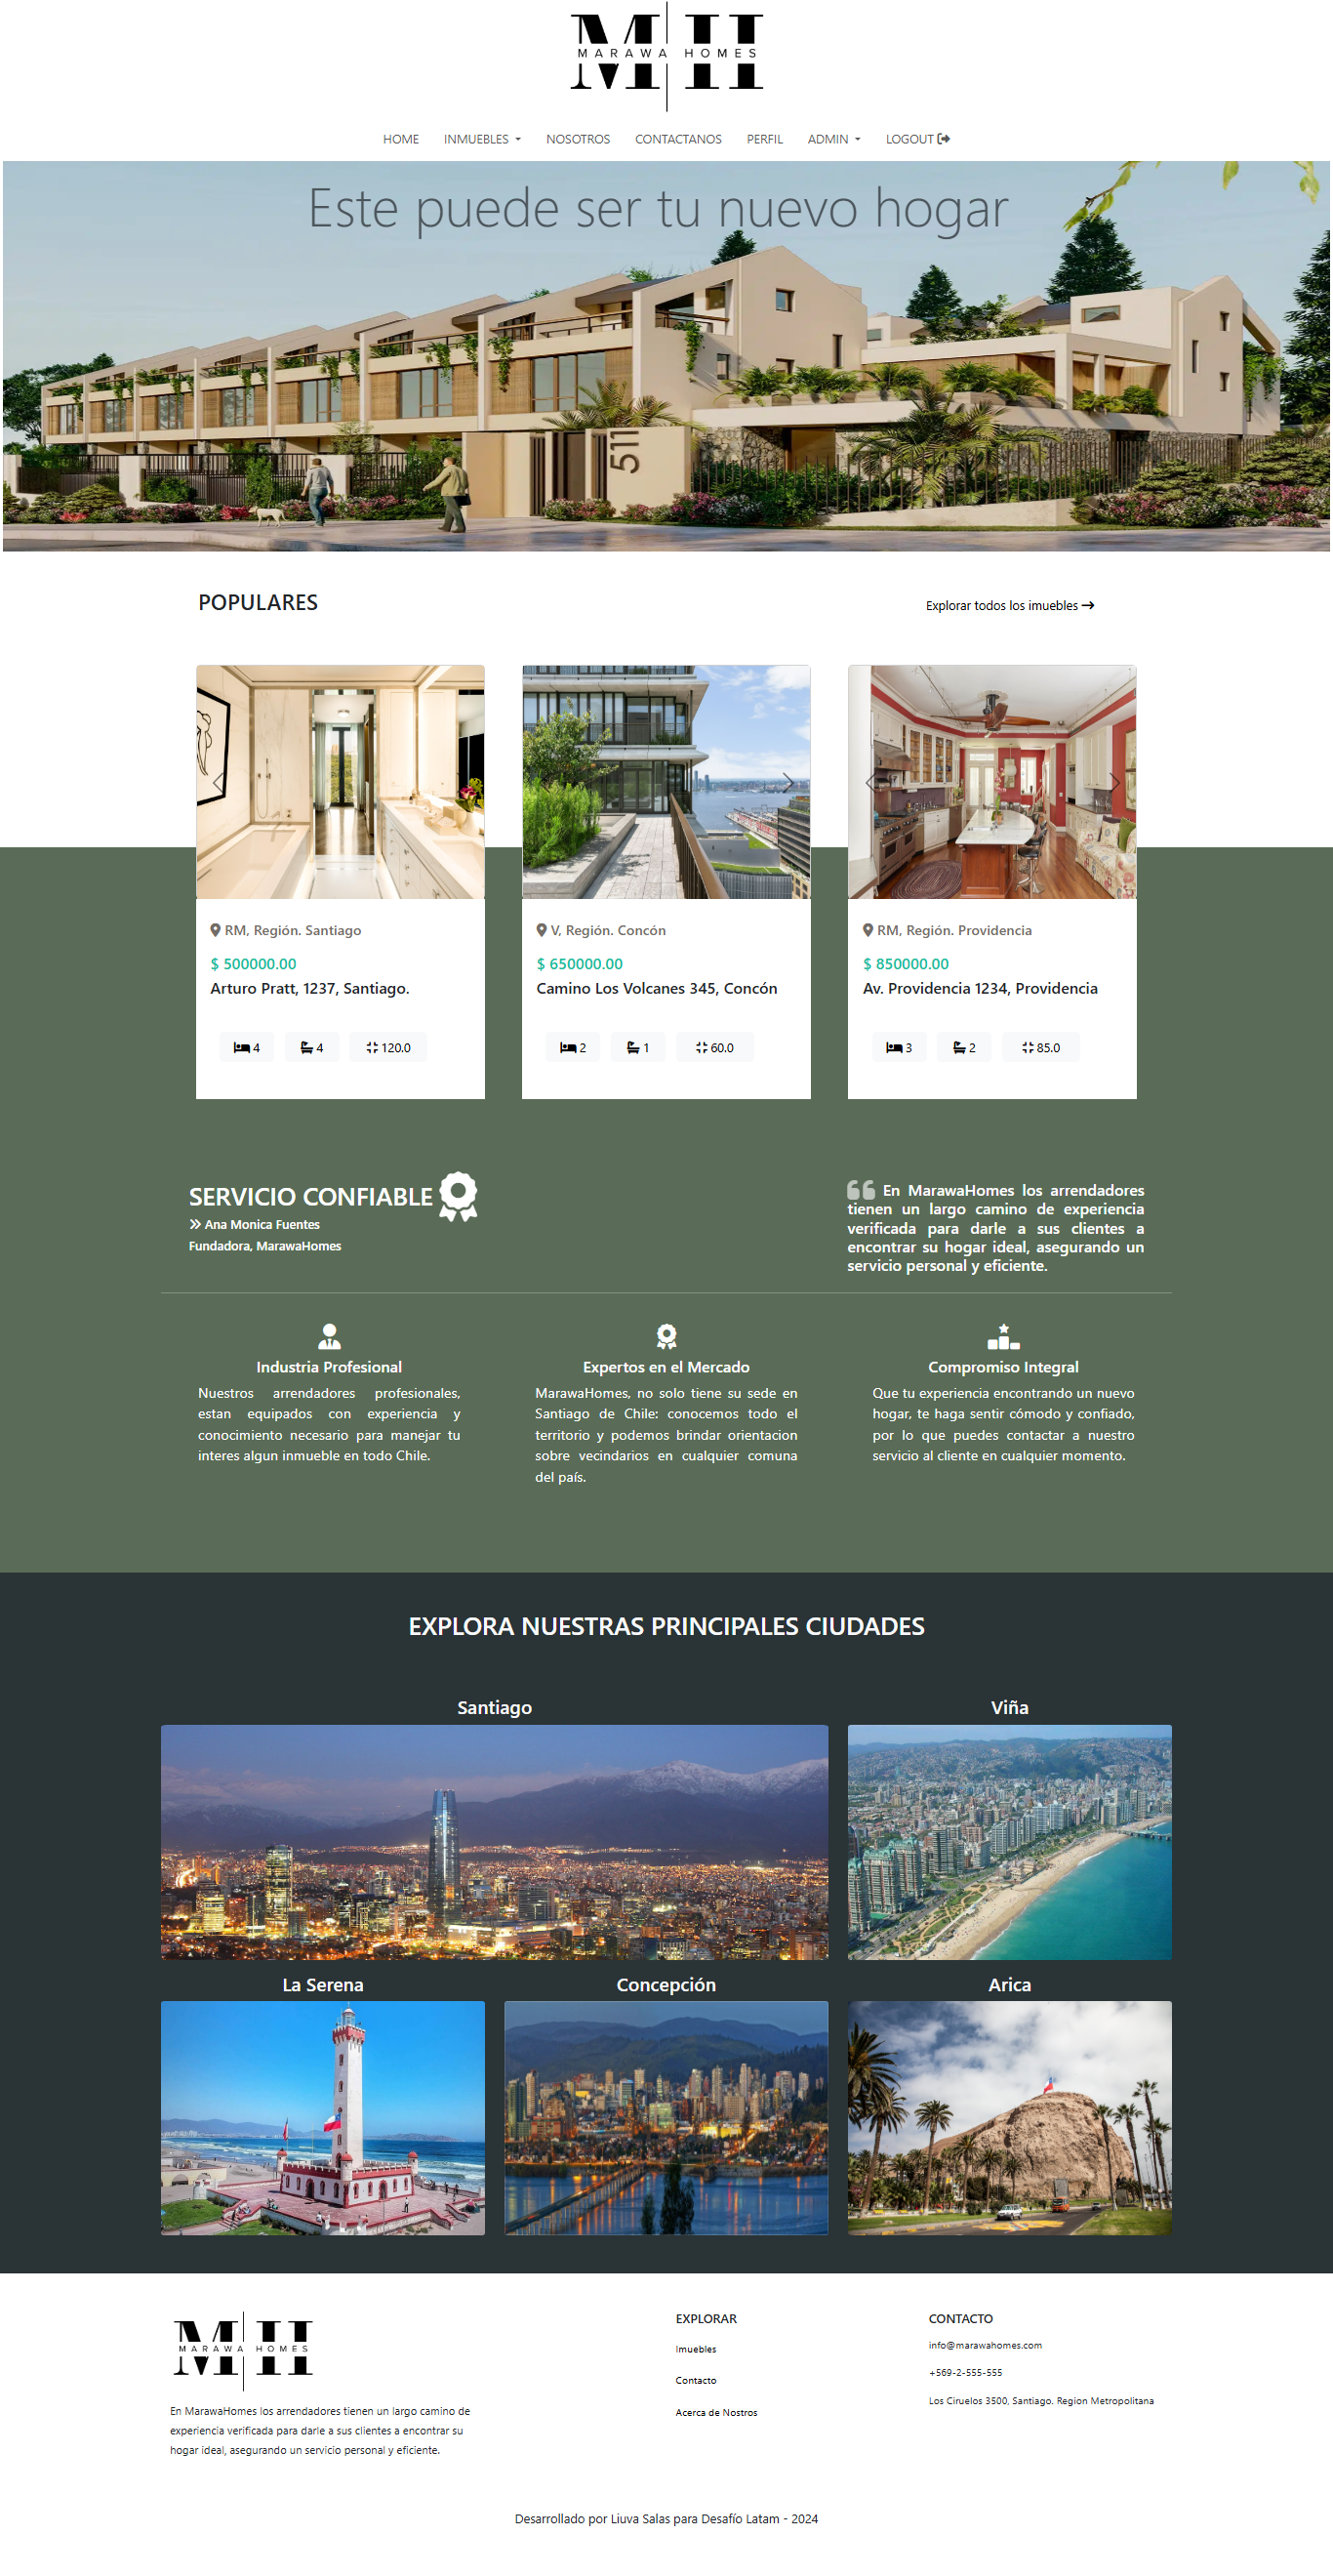 MARAWA HOMES
HOME INMUEBLES NOSOTROS CONTACTANOS PERFIL ADMIN LOGOUT
Este puede ser tu nuevo hogar
511
POPULARES
Explorar todos los imuebles
RM, Región. Santiago
$ 500000.00
Arturo Pratt, 1237, Santiago.
4 4 120.0
V, Región. Concón
$ 650000.00
Camino Los Volcanes 345, Concón
2 1 60.0
RM, Región. Providencia
$ 850000.00
Av. Providencia 1234, Providencia
3 2 85.0
SERVICIO CONFIABLE
Ana Monica Fuentes
Fundadora, MarawaHomes
En MarawaHomes los arrendadores
tienen un largo camino de experiencia
verificada para darle a sus clientes a
encontrar su hogar ideal, asegurando un
servicio personal y eficiente.
Industria Profesional
Nuestros arrendadores profesionales,
estan equipados con experiencia y
conocimiento necesario para manejar tu
interes algun inmueble en todo Chile.
Expertos en el Mercado
MarawaHomes, no solo tiene su sede en
Santiago de Chile: conocemos todo el
territorio y podemos brindar orientacion
sobre vecindarios en cualquier comuna
del país.
Compromiso Integral
Que tu experiencia encontrando un nuevo
hogar, te haga sentir cómodo y confiado,
por lo que puedes contactar a nuestro
servicio al cliente en cualquier momento.
EXPLORA NUESTRAS PRINCIPALES CIUDADES
Santiago
Viña
La Serena
Concepción
Arica
MARAWA HOMES
En MarawaHomes los arrendadores tienen un largo camino de
experiencia verificada para darle a sus clientes a encontrar su
hogar ideal, asegurando un servicio personal y eficiente.
EXPLORAR
Imuebles
Contacto
Acerca de Nostros
CONTACTO
info@marawahomes.com
+569-2-555-555
Los Ciruelos 3500, Santiago. Region Metropolitana
Desarrollado por Liuva Salas para Desafío Latam - 2024